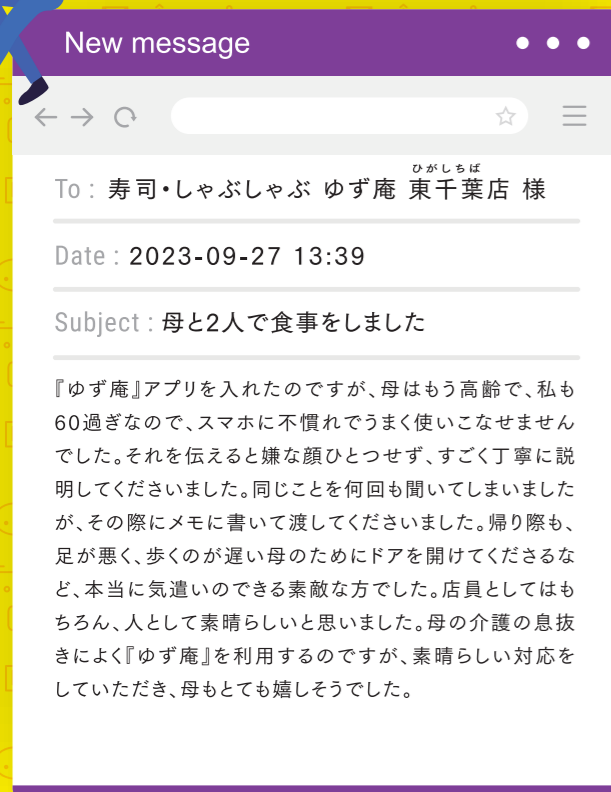 New message
To : 寿司・しゃぶしゃぶ ゆず庵 東千葉店 様
ひがしちば
Date : 2023-09-27 13:39
Subject : 母と2人で食事をしました
『ゆず庵』アプリを入れたのですが、母はもう高齢で、私も
60過ぎなので、スマホに不慣れでうまく使いこなせません
でした。それを伝えると嫌な顔ひとつせず、すごく丁寧に説
明してくださいました。同じことを何回も聞いてしまいました
が、その際にメモに書いて渡してくださいました。帰り際も、
足が悪く、歩くのが遅い母のためにドアを開けてくださるな
ど、本当に気遣いのできる素敵な方でした。店員としてはも
ちろん、人として素晴らしいと思いました。母の介護の息抜
きによく『ゆず庵』を利用するのですが、素晴らしい対応を
していただき、母もとても嬉しそうでした。